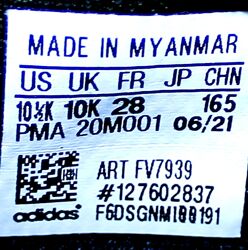 MADE IN MYANMAR
US UK FR JP CHN
10½K 10K 28 165
PMA 20M001 06/21
ART FV7939
#127602837
adidas F6DSGNMI88191